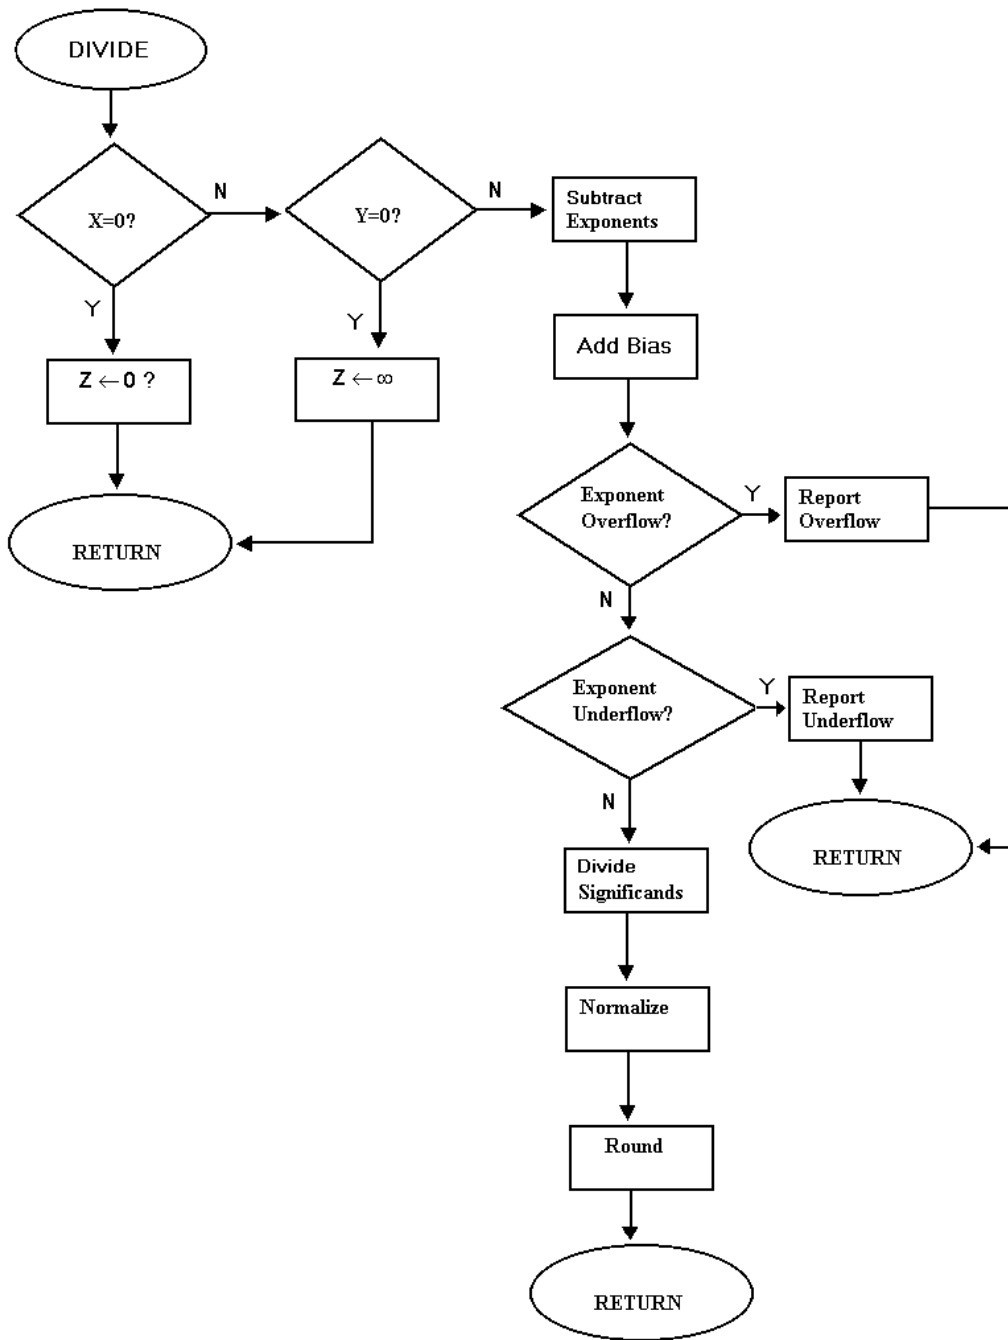 DIVIDE
X=0?
N
Y=0?
N
Subtract
Exponents
Y
Y
Add Bias
Z ← 0 ?
Z ← ∞
Exponent
Overflow?
Y
Report
Overflow
RETURN
N
Exponent
Underflow?
Y
Report
Underflow
N
RETURN
Divide
Significands
Normalize
Round
RETURN